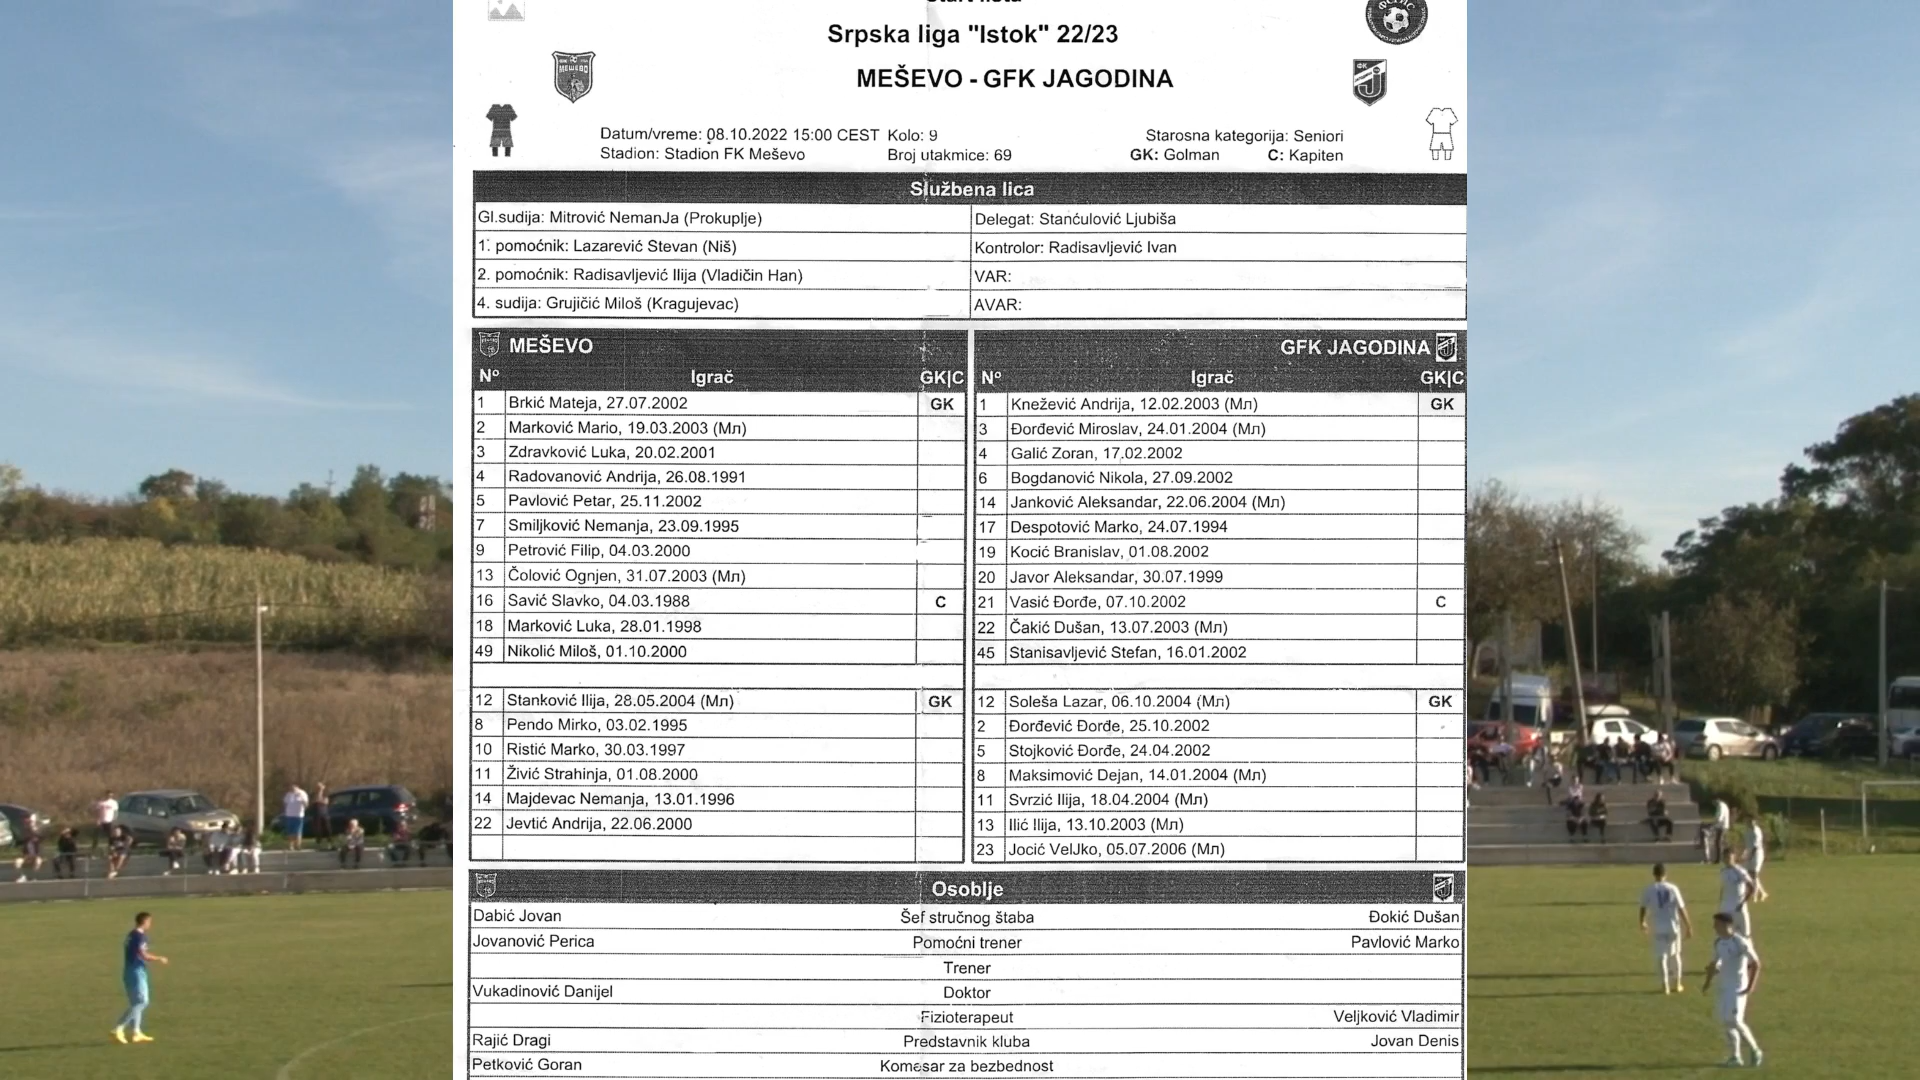 Start lista
Srpska liga "Istok" 22/23
MEŠEVO - GFK JAGODINA
Datum/vreme: 08.10.2022 15:00 CEST Kolo: 9 Starosna kategorija: Seniori
Stadion: Stadion FK Meševo Broj utakmice: 69 GK: Golman C: Kapiten
Službena lica
Gl.sudija: Mitrović NemanJa (Prokuplje) Delegat: Stanćulović Ljubiša
1. pomoćnik: Lazarević Stevan (Niš) Kontrolor: Radisavljević Ivan
2. pomoćnik: Radisavljević Ilija (Vladičin Han) VAR:
4. sudija: Grujičić Miloš (Kragujevac) AVAR:
MEŠEVO
Nº Igrač GK|C
1 Brkić Mateja, 27.07.2002 GK
2 Marković Mario, 19.03.2003 (Мл)
3 Zdravković Luka, 20.02.2001
4 Radovanović Andrija, 26.08.1991
5 Pavlović Petar, 25.11.2002
7 Smiljković Nemanja, 23.09.1995
9 Petrović Filip, 04.03.2000
13 Čolović Ognjen, 31.07.2003 (Мл)
16 Savić Slavko, 04.03.1988 C
18 Marković Luka, 28.01.1998
49 Nikolić Miloš, 01.10.2000
12 Stanković Ilija, 28.05.2004 (Мл) GK
8 Pendo Mirko, 03.02.1995
10 Ristić Marko, 30.03.1997
11 Živić Strahinja, 01.08.2000
14 Majdevac Nemanja, 13.01.1996
22 Jevtić Andrija, 22.06.2000
GFK JAGODINA
Nº Igrač GK|C
1 Knežević Andrija, 12.02.2003 (Мл) GK
3 Đorđević Miroslav, 24.01.2004 (Мл)
4 Galić Zoran, 17.02.2002
6 Bogdanović Nikola, 27.09.2002
14 Janković Aleksandar, 22.06.2004 (Мл)
17 Despotović Marko, 24.07.1994
19 Kocić Branislav, 01.08.2002
20 Javor Aleksandar, 30.07.1999
21 Vasić Đorđe, 07.10.2002 C
22 Čakić Dušan, 13.07.2003 (Мл)
45 Stanisavljević Stefan, 16.01.2002
12 Soleša Lazar, 06.10.2004 (Мл) GK
2 Đorđević Đorđe, 25.10.2002
5 Stojković Đorđe, 24.04.2002
8 Maksimović Dejan, 14.01.2004 (Мл)
11 Svrzić Ilija, 18.04.2004 (Мл)
13 Ilić Ilija, 13.10.2003 (Мл)
23 Jocić VelJko, 05.07.2006 (Мл)
Osoblje
Dabić Jovan Šef stručnog štaba Đokić Dušan
Jovanović Perica Pomoćni trener Pavlović Marko
Trener
Vukadinović Danijel Doktor
Fizioterapeut Veljković Vladimir
Rajić Dragi Predstavnik kluba Jovan Denis
Petković Goran Komesar za bezbednost